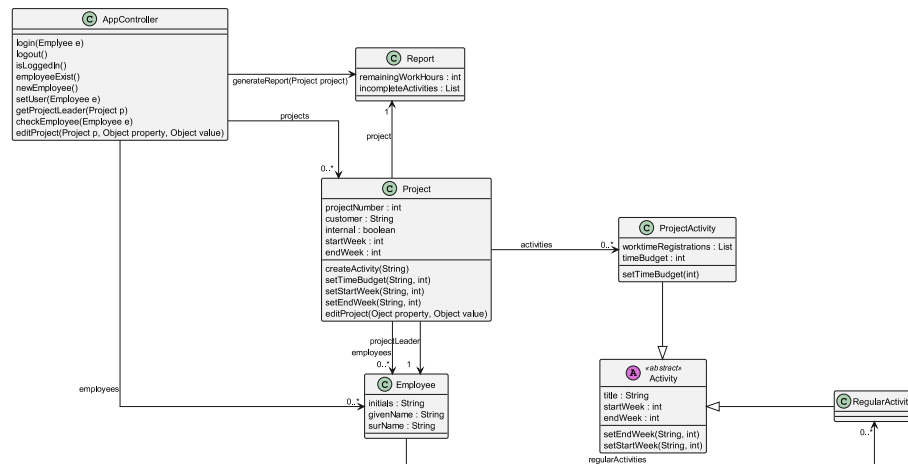 C AppController
login(Emplyee e)
logout()
isLoggedIn()
employeeExist()
newEmployee()
setUser(Employee e)
getProjectLeader(Project p)
checkEmployee(Employee e)
editProject(Project p, Object property, Object value)
generateReport(Project project)
C Report
remainingWorkHours : int
incompleteActivities : List
1
project
projects
0..*
C Project
projectNumber : int
customer : String
internal : boolean
startWeek : int
endWeek : int
createActivity(String)
setTimeBudget(String, int)
setStartWeek(String, int)
setEndWeek(String, int)
editProject(Oject property, Object value)
activities
0..*
C ProjectActivity
worktimeRegistrations : List
timeBudget : int
setTimeBudget(int)
projectLeader
employees
0..*
1
employees
0..*
C Employee
initials : String
givenName : String
surName : String
A «abstract»
Activity
title : String
startWeek : int
endWeek : int
setEndWeek(String, int)
setStartWeek(String, int)
C RegularActivit
0..*
regularActivities